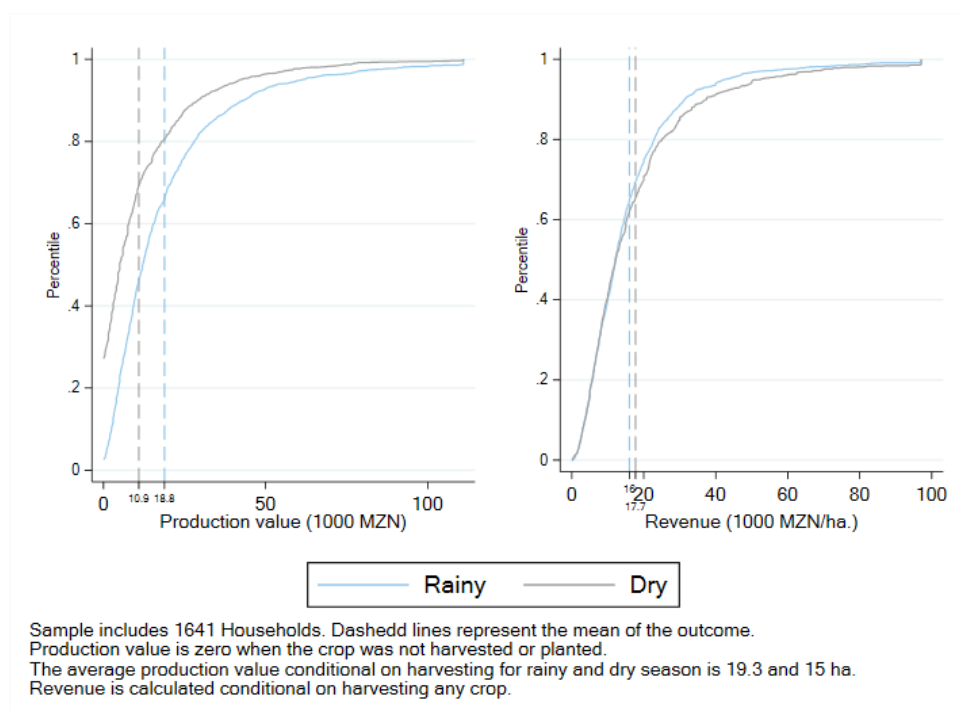 1
.8
.6
.4
.2
0
Percentile
0
10.9
18.8
50
100
Production value (1000 MZN)
1
.8
.6
.4
.2
0
Percentile
0
16
17.7
20
40
60
80
100
Revenue (1000 MZN/ha.)
Rainy
Dry
Sample includes 1641 Households. Dashedd lines represent the mean of the outcome.
Production value is zero when the crop was not harvested or planted.
The average production value conditional on harvesting for rainy and dry season is 19.3 and 15 ha.
Revenue is calculated conditional on harvesting any crop.